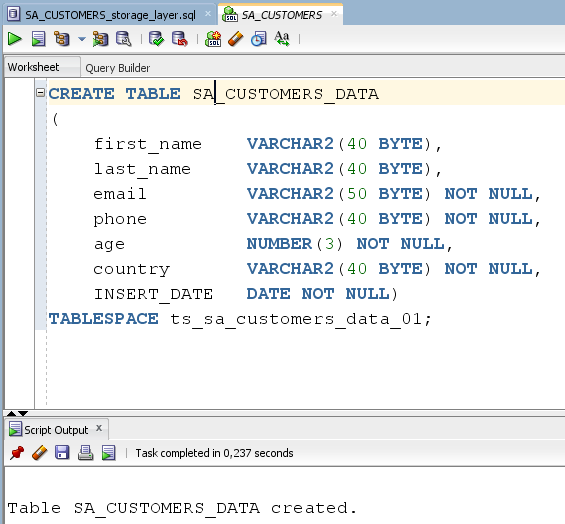 SA_CUSTOMERS_storage_layer.sql
SA_CUSTOMERS
Worksheet
Query Builder
CREATE TABLE SA_CUSTOMERS_DATA
(
first_name VARCHAR2(40 BYTE),
last_name VARCHAR2(40 BYTE),
email VARCHAR2(50 BYTE) NOT NULL,
phone VARCHAR2(40 BYTE) NOT NULL,
age NUMBER(3) NOT NULL,
country VARCHAR2(40 BYTE) NOT NULL,
INSERT_DATE DATE NOT NULL)
TABLESPACE ts_sa_customers_data_01;
Script Output x
Task completed in 0,237 seconds
Table SA_CUSTOMERS_DATA created.